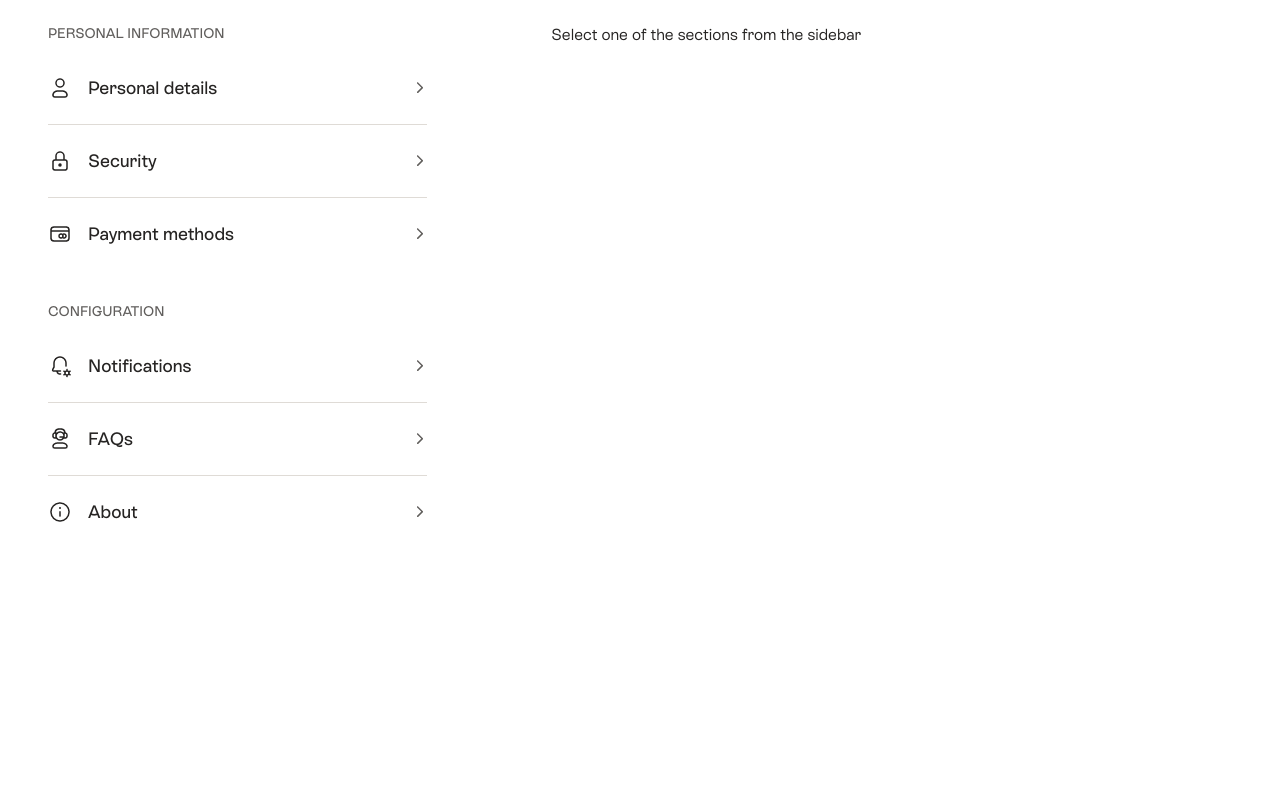 PERSONAL INFORMATION
Personal details
Security
Payment methods
CONFIGURATION
Notifications
FAQs
About
Select one of the sections from the sidebar